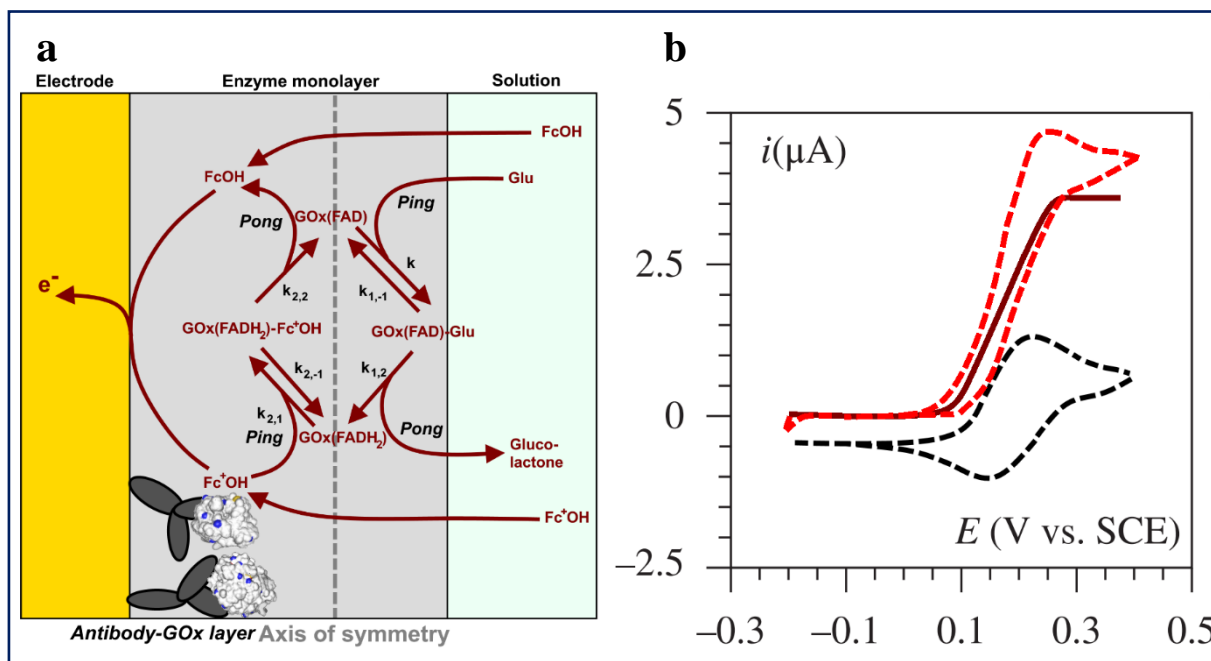 a
Electrode
Enzyme monolayer
Solution
FcOH
FcOH
Glu
Ping
Pong
GOx(FAD)
k
e-
k2,2
k1,-1
GOx(FADH2)-Fc+OH
GOx(FAD)-Glu
k2,-1
k1,2
k2,1
Ping
GOx(FADH2)
Pong
Gluco-
lactone
Fc+OH
Fc+OH
Antibody-GOx layer Axis of symmetry
b
5
i(μA)
2.5
0
E (V vs. SCE)
−2.5
−0.3 −0.1 0.1 0.3 0.5